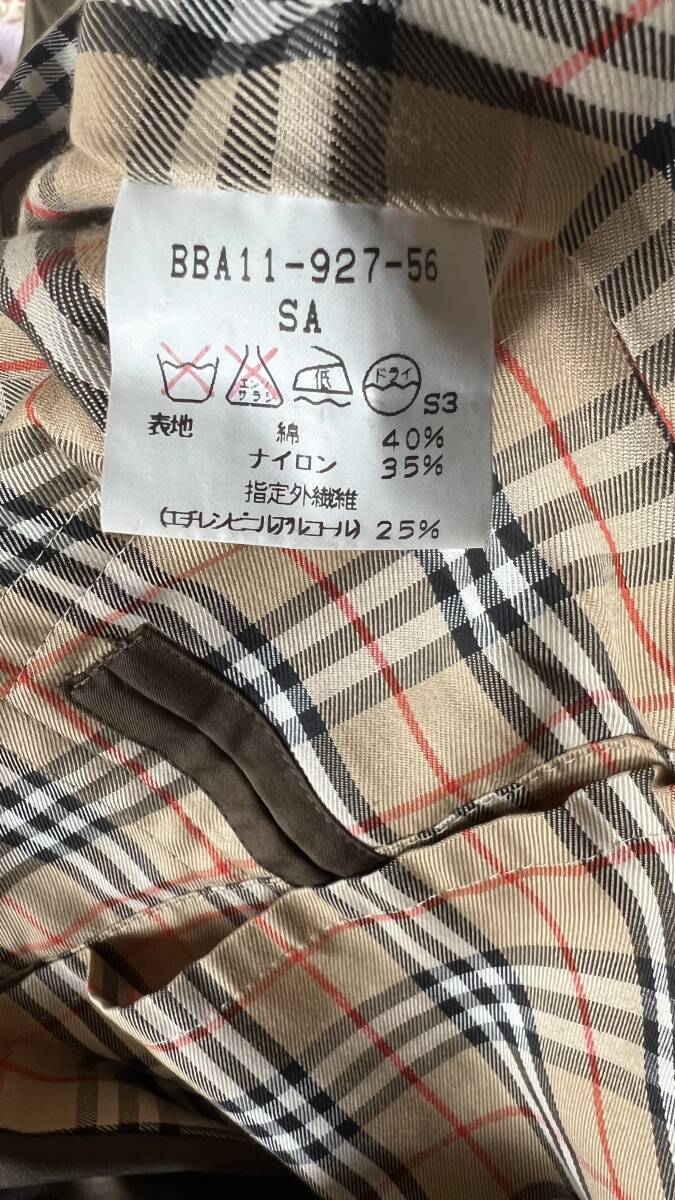 BBA11-927-56
SA
エンソ サラシ 低 ドライ S3
表地 綿 40%
ナイロン 35%
指定外繊維
(エチレンビニルアルコール) 25%